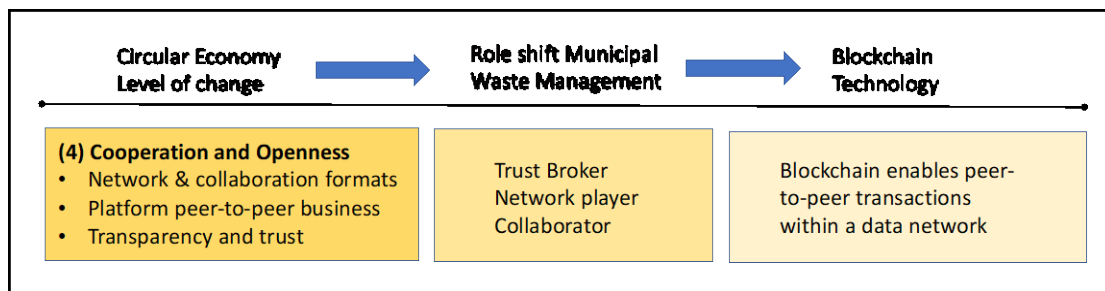 Circular Economy
Level of change
Role shift Municipal
Waste Management
Blockchain
Technology
(4) Cooperation and Openness
• Network & collaboration formats
• Platform peer-to-peer business
• Transparency and trust
Trust Broker
Network player
Collaborator
Blockchain enables peer-
to-peer transactions
within a data network